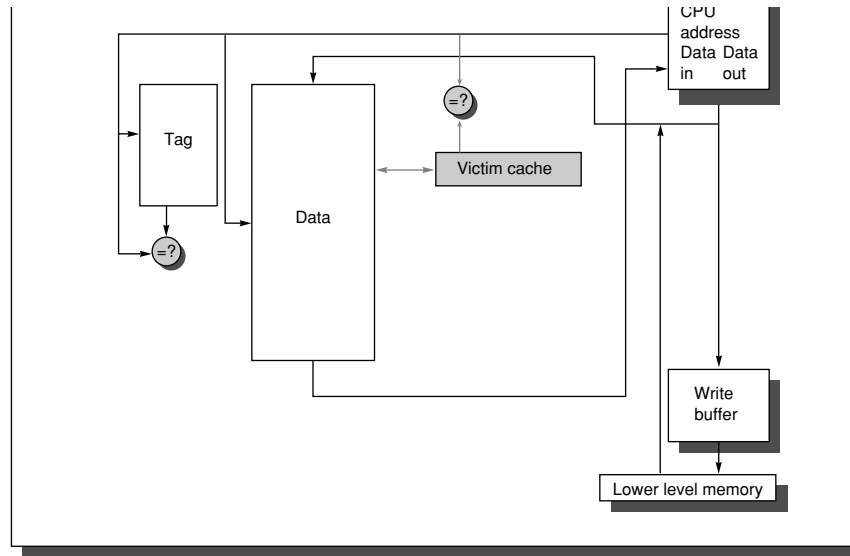 CPU
address
Data Data
in out
=?
Tag
Victim cache
Data
=?
Write
buffer
Lower level memory